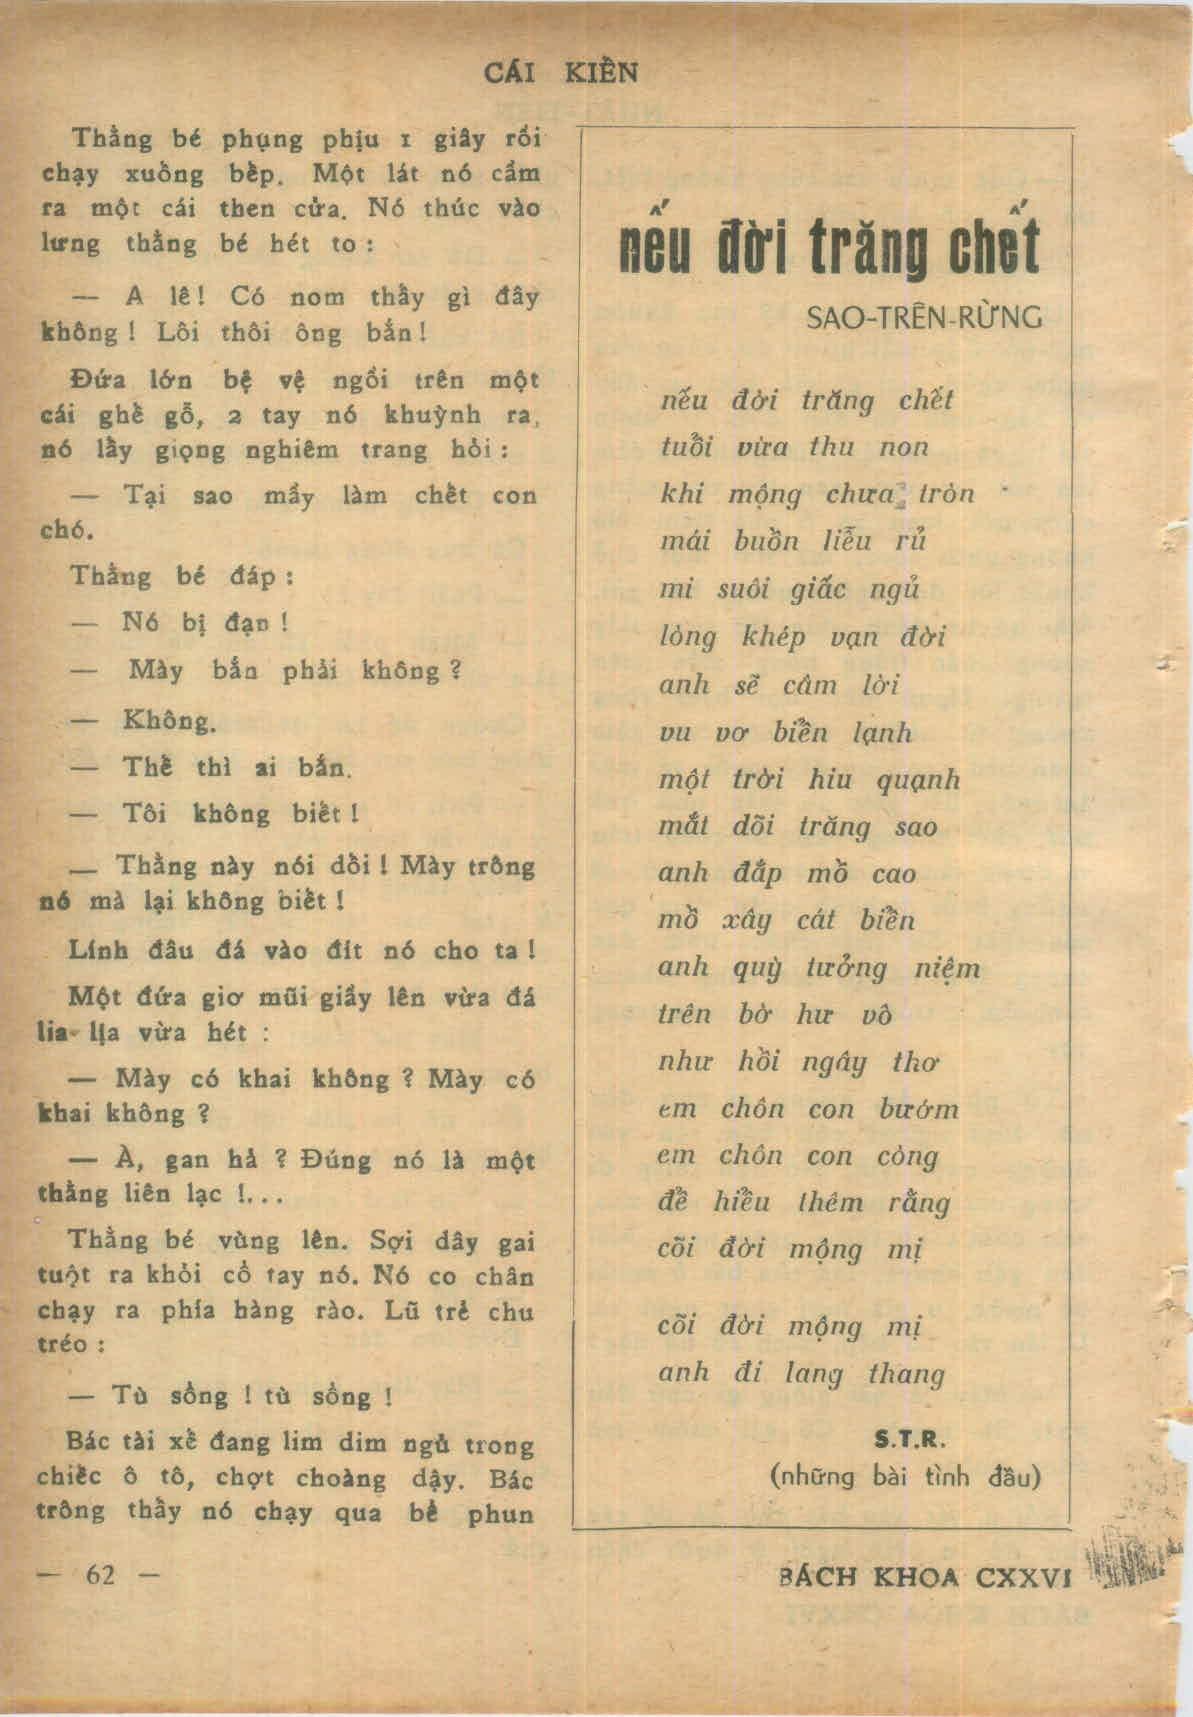 CÁI KIỀN
Thằng bé phụng phịu 1 giây rồi
chạy xuống bếp. Một lát nó cầm
ra một cái then cửa. Nó thúc vào
lưng thằng bé hét to :
— A lê! Có nom thấy gì đây
không ! Lôi thôi ông bắn !
Đứa lớn bệ vệ ngồi trên một
cái ghế gỗ, 2 tay nó khuỳnh ra,
nó lấy giọng nghiêm trang hỏi :
— Tại sao mầy làm chết con
chó.
Thằng bé đáp :
— Nó bị đạn !
— Mày bắn phải không ?
— Không.
— Thế thì ai bắn.
— Tôi không biết !
— Thằng này nói dối ! Mày trông
nó mà lại không biết !
Lính đâu đá vào đít nó cho ta !
Một đứa giơ mũi giầy lên vừa đá
lia lịa vừa hét :
— Mày có khai không ? Mày có
khai không ?
— À, gan hả ? Đúng nó là một
thằng liên lạc !...
Thằng bé vùng lên. Sợi dây gai
tuột ra khỏi cổ tay nó. Nó co chân
chạy ra phía hàng rào. Lũ trẻ chu
tréo :
— Tù sổng ! tù sổng !
Bác tài xế đang lim dim ngủ trong
chiếc ô tô, chợt choàng dậy. Bác
trông thấy nó chạy qua bể phun
nếu đời trăng chết
SAO-TRÊN-RỪNG
nếu đời trăng chết
tuổi vừa thu non
khi mộng chưa tròn
mái buồn liễu rủ
mi suôi giấc ngủ
lòng khép vạn đời
anh sẽ câm lời
vu vơ biển lạnh
một trời hiu quạnh
mắt dõi trăng sao
anh đắp mồ cao
mồ xây cát biển
anh quỳ tưởng niệm
trên bờ hư vô
như hồi ngây thơ
em chôn con bướm
em chôn con còng
để hiểu thêm rằng
cõi đời mộng mị
cõi đời mộng mị
anh đi lang thang
S.T.R.
(những bài tình đầu)
— 62 —
BÁCH KHOA CXXVI